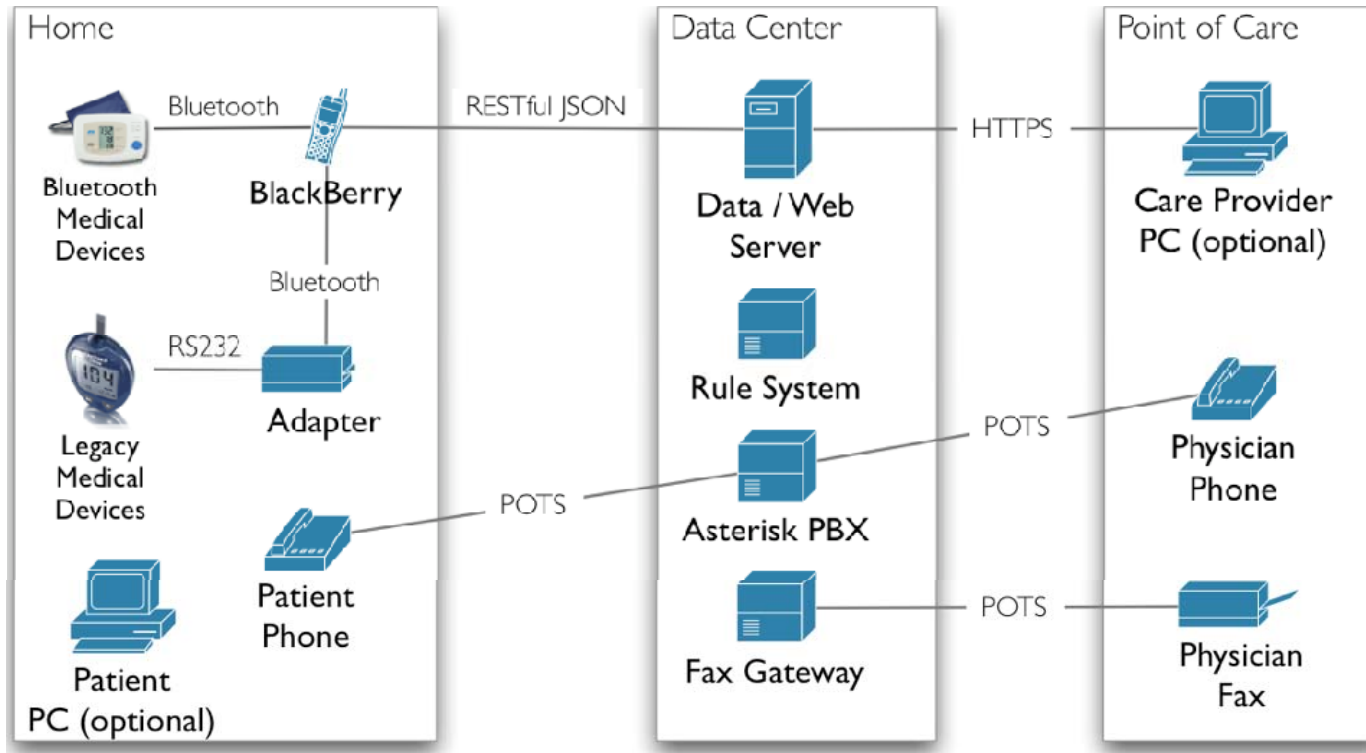 Home
Data Center
Point of Care
Bluetooth
RESTful JSON
HTTPS
Bluetooth
Medical
Devices
BlackBerry
Data / Web
Server
Care Provider
PC (optional)
Bluetooth
RS232
104
Adapter
Legacy
Medical
Devices
Rule System
POTS
Physician
Phone
POTS
Asterisk PBX
Patient
Phone
POTS
Patient
PC (optional)
Fax Gateway
Physician
Fax